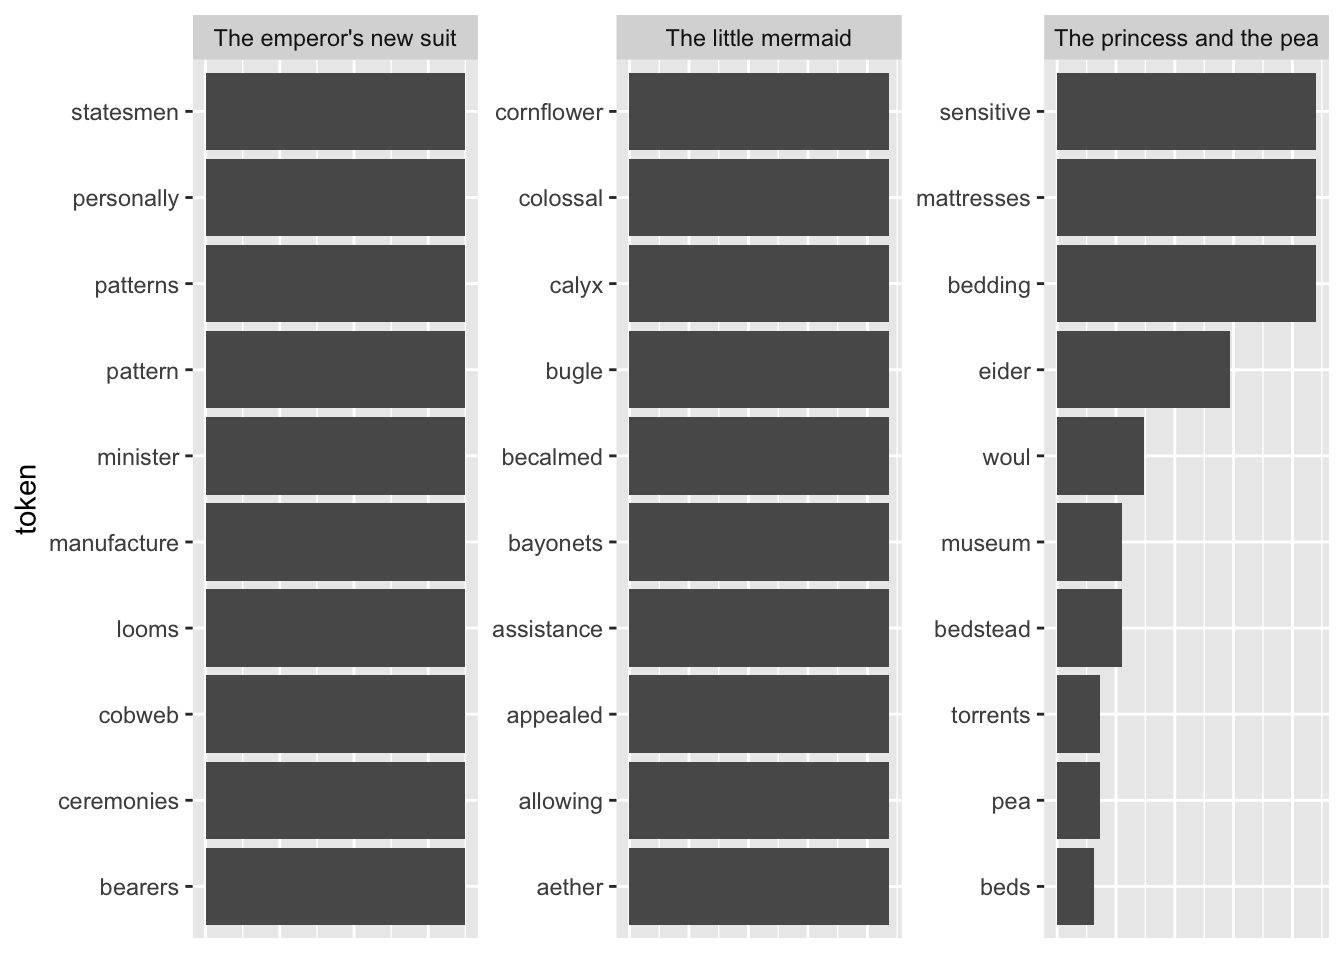 The emperor's new suit
The little mermaid
The princess and the pea
token
statesmen
personally
patterns
pattern
minister
manufacture
looms
cobweb
ceremonies
bearers
cornflower
colossal
calyx
bugle
becalmed
bayonets
assistance
appealed
allowing
aether
sensitive
mattresses
bedding
eider
woul
museum
bedstead
torrents
pea
beds